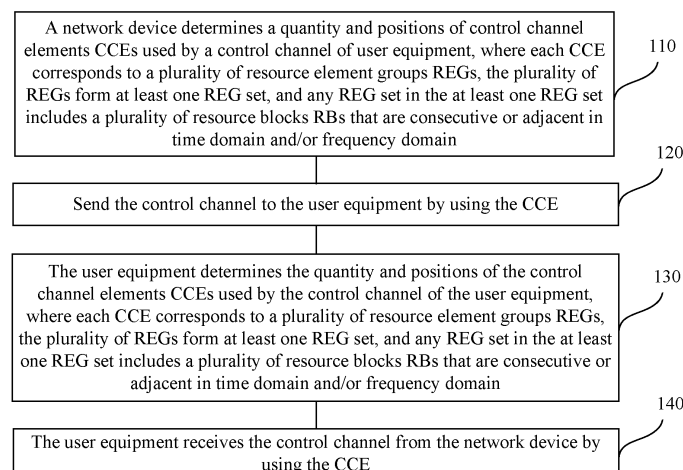 A network device determines a quantity and positions of control channel
elements CCEs used by a control channel of user equipment, where each CCE
corresponds to a plurality of resource element groups REGs, the plurality of
REGs form at least one REG set, and any REG set in the at least one REG set
includes a plurality of resource blocks RBs that are consecutive or adjacent in
time domain and/or frequency domain
110
Send the control channel to the user equipment by using the CCE
120
The user equipment determines the quantity and positions of the control
channel elements CCEs used by the control channel of the user equipment,
where each CCE corresponds to a plurality of resource element groups REGs,
the plurality of REGs form at least one REG set, and any REG set in the at least
one REG set includes a plurality of resource blocks RBs that are consecutive or
adjacent in time domain and/or frequency domain
130
The user equipment receives the control channel from the network device by
using the CCE
140